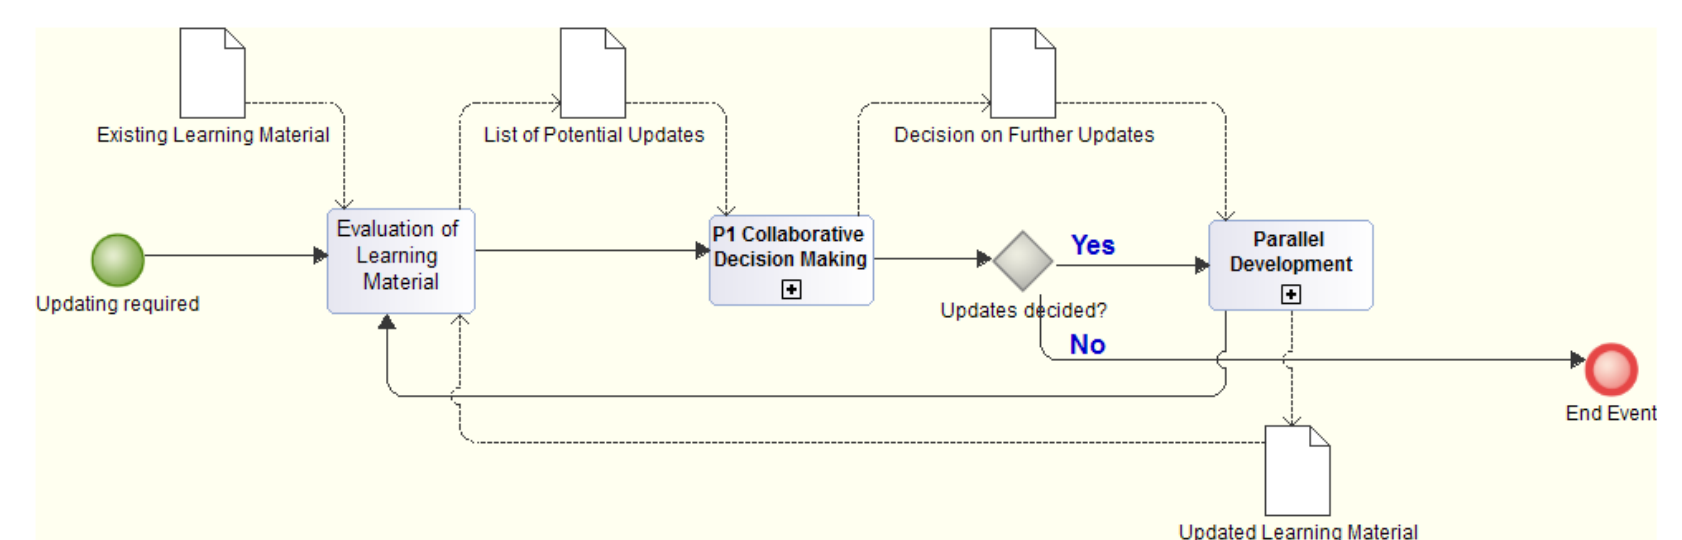 Existing Learning Material
List of Potential Updates
Decision on Further Updates
Updating required
Evaluation of
Learning
Material
P1 Collaborative
Decision Making
Updates decided?
Yes
No
Parallel
Development
End Event
Updated Learning Material